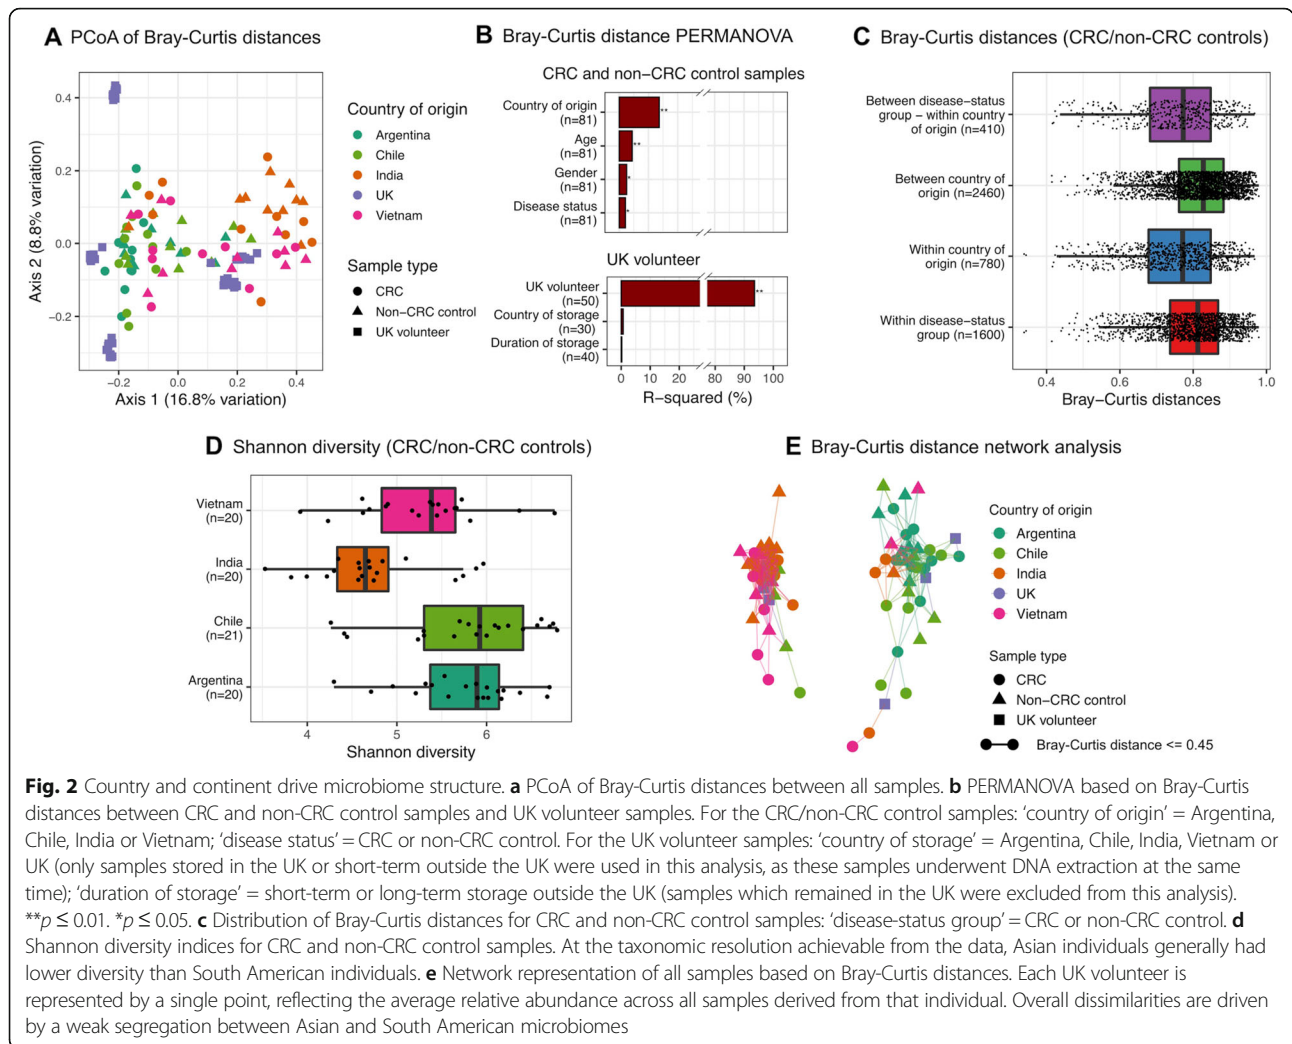 A PCoA of Bray-Curtis distances
Axis 2 (8.8% variation)
0.4
0.2
0.0
−0.2
−0.2
0.0
0.2
0.4
Axis 1 (16.8% variation)
Country of origin
Argentina
Chile
India
UK
Vietnam
Sample type
CRC
Non−CRC control
UK volunteer
B Bray-Curtis distance PERMANOVA
CRC and non−CRC control samples
Country of origin
(n=81)
**
Age
(n=81)
**
Gender
(n=81)
*
Disease status
(n=81)
*
UK volunteer
UK volunteer
(n=50)
**
Country of storage
(n=30)
Duration of storage
(n=40)
0
10
20
80
100
R−squared (%)
C Bray-Curtis distances (CRC/non-CRC controls)
Between disease−status
group − within country
of origin (n=410)
Between country of
origin (n=2460)
Within country of
origin (n=780)
Within disease−status
group (n=1600)
0.4
0.6
0.8
1.0
Bray−Curtis distances
D Shannon diversity (CRC/non-CRC controls)
Vietnam
(n=20)
India
(n=20)
Chile
(n=21)
Argentina
(n=20)
4
5
6
Shannon diversity
E Bray-Curtis distance network analysis
Country of origin
Argentina
Chile
India
UK
Vietnam
Sample type
CRC
Non−CRC control
UK volunteer
Bray-Curtis distance <= 0.45
Fig. 2 Country and continent drive microbiome structure. a PCoA of Bray-Curtis distances between all samples. b PERMANOVA based on Bray-Curtis
distances between CRC and non-CRC control samples and UK volunteer samples. For the CRC/non-CRC control samples: ‘country of origin’ = Argentina,
Chile, India or Vietnam; ‘disease status’ = CRC or non-CRC control. For the UK volunteer samples: ‘country of storage’ = Argentina, Chile, India, Vietnam or
UK (only samples stored in the UK or short-term outside the UK were used in this analysis, as these samples underwent DNA extraction at the same
time); ‘duration of storage’ = short-term or long-term storage outside the UK (samples which remained in the UK were excluded from this analysis).
**p ≤ 0.01. *p ≤ 0.05. c Distribution of Bray-Curtis distances for CRC and non-CRC control samples: ‘disease-status group’ = CRC or non-CRC control. d
Shannon diversity indices for CRC and non-CRC control samples. At the taxonomic resolution achievable from the data, Asian individuals generally had
lower diversity than South American individuals. e Network representation of all samples based on Bray-Curtis distances. Each UK volunteer is
represented by a single point, reflecting the average relative abundance across all samples derived from that individual. Overall dissimilarities are driven
by a weak segregation between Asian and South American microbiomes